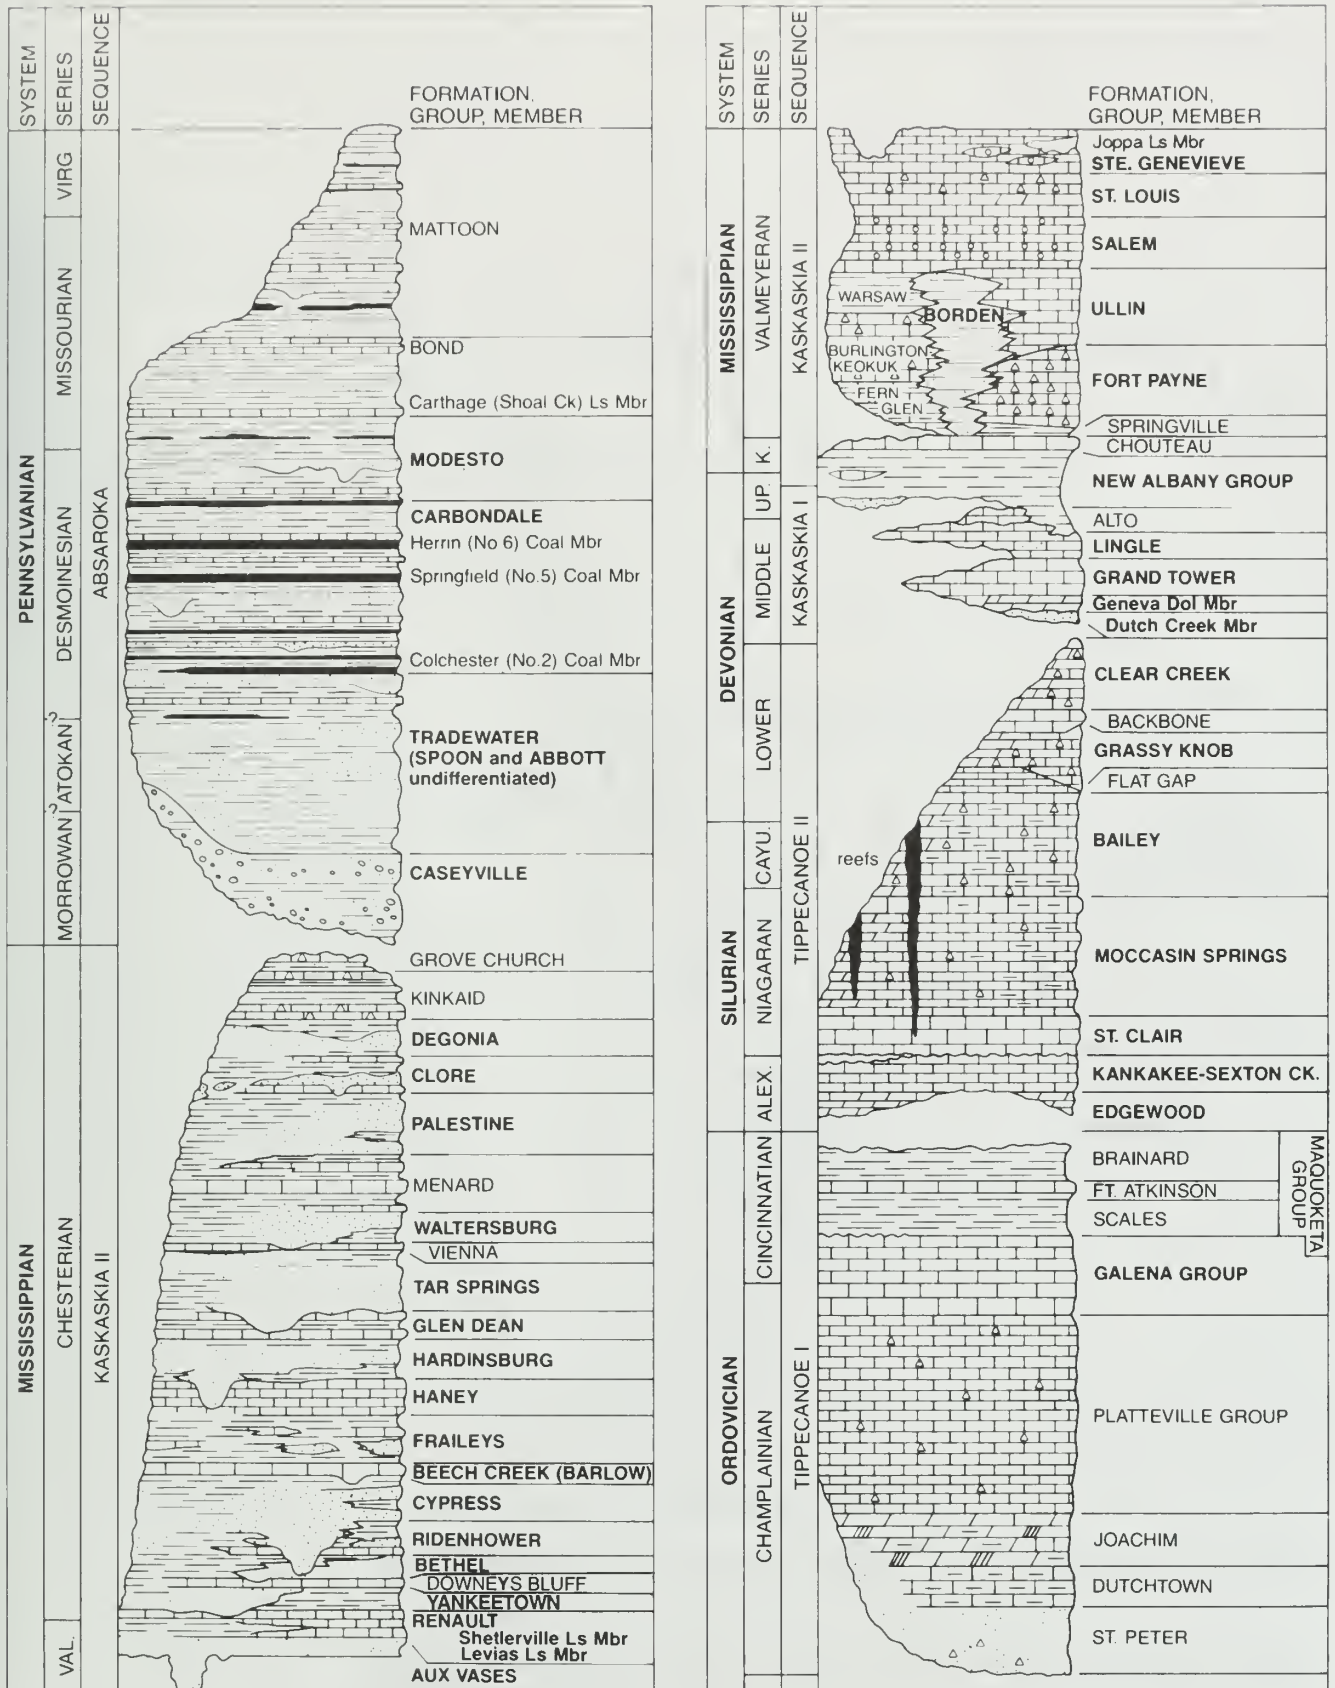 SYSTEM
SERIES
SEQUENCE
FORMATION,
GROUP, MEMBER
PENNSYLVANIAN
VIRG
MISSOURIAN
DESMOINESIAN
?
ATOKAN
?
MORROWAN
ABSAROKA
MATTOON
BOND
Carthage (Shoal Ck) Ls Mbr
MODESTO
CARBONDALE
Herrin (No 6) Coal Mbr
Springfield (No.5) Coal Mbr
Colchester (No.2) Coal Mbr
TRADEWATER
(SPOON and ABBOTT
undifferentiated)
CASEYVILLE
MISSISSIPPIAN
CHESTERIAN
VAL.
KASKASKIA II
GROVE CHURCH
KINKAID
DEGONIA
CLORE
PALESTINE
MENARD
WALTERSBURG
VIENNA
TAR SPRINGS
GLEN DEAN
HARDINSBURG
HANEY
FRAILEYS
BEECH CREEK (BARLOW)
CYPRESS
RIDENHOWER
BETHEL
DOWNEYS BLUFF
YANKEETOWN
RENAULT
Shetlerville Ls Mbr
Levias Ls Mbr
AUX VASES
SYSTEM
SERIES
SEQUENCE
FORMATION,
GROUP, MEMBER
MISSISSIPPIAN
VALMEYERAN
K.
KASKASKIA II
Joppa Ls Mbr
STE. GENEVIEVE
ST. LOUIS
SALEM
WARSAW
BORDEN
ULLIN
BURLINGTON-
KEOKUK
FORT PAYNE
FERN
GLEN
SPRINGVILLE
CHOUTEAU
DEVONIAN
UP.
MIDDLE
LOWER
KASKASKIA I
NEW ALBANY GROUP
ALTO
LINGLE
GRAND TOWER
Geneva Dol Mbr
Dutch Creek Mbr
CLEAR CREEK
BACKBONE
GRASSY KNOB
FLAT GAP
BAILEY
SILURIAN
CAYU.
NIAGARAN
ALEX.
TIPPECANOE II
reefs
MOCCASIN SPRINGS
ST. CLAIR
KANKAKEE-SEXTON CK.
EDGEWOOD
ORDOVICIAN
CINCINNATIAN
CHAMPLAINIAN
TIPPECANOE I
BRAINARD
FT. ATKINSON
SCALES
MAQUOKETA
GROUP
GALENA GROUP
PLATTEVILLE GROUP
JOACHIM
DUTCHTOWN
ST. PETER